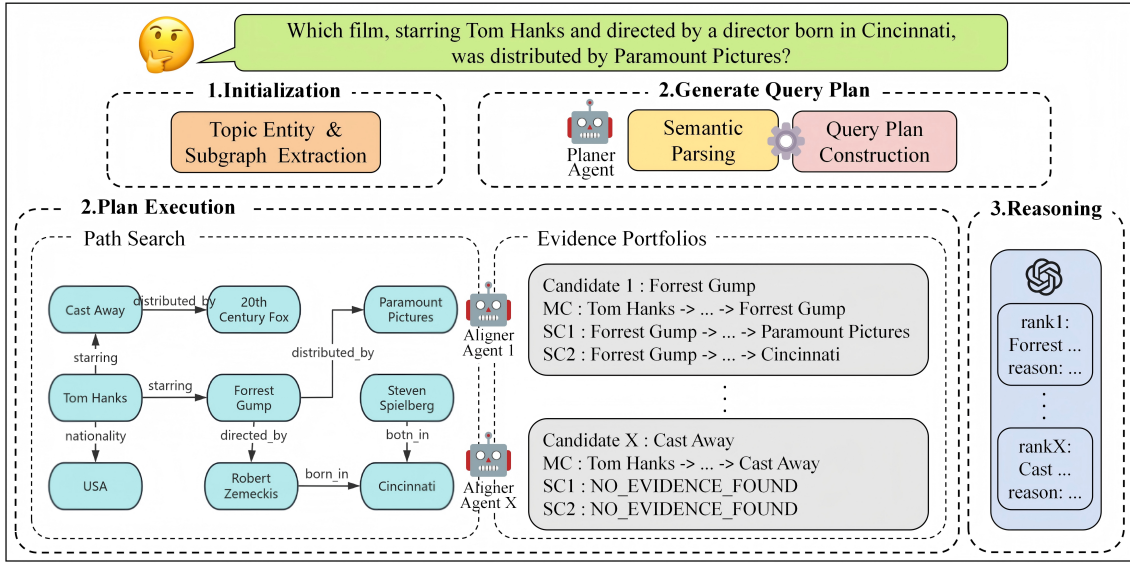 Which film, starring Tom Hanks and directed by a director born in Cincinnati,
was distributed by Paramount Pictures?
1.Initialization
Topic Entity &
Subgraph Extraction
2.Generate Query Plan
Planer
Agent
Semantic
Parsing
Query Plan
Construction
2.Plan Execution
Path Search
Cast Away
distributed_by
20th
Century Fox
Paramount
Pictures
starring
distributed_by
Tom Hanks
starring
Forrest
Gump
Steven
Spielberg
nationality
directed_by
botn_in
USA
Robert
Zemeckis
born_in
Cincinnati
Aligner
Agent 1
Aligner
Agent X
Evidence Portfolios
Candidate 1 : Forrest Gump
MC : Tom Hanks -> ... -> Forrest Gump
SC1 : Forrest Gump -> ... -> Paramount Pictures
SC2 : Forrest Gump -> ... -> Cincinnati
Candidate X : Cast Away
MC : Tom Hanks -> ... -> Cast Away
SC1 : NO_EVIDENCE_FOUND
SC2 : NO_EVIDENCE_FOUND
3.Reasoning
rank1:
Forrest ...
reason: ...
rankX:
Cast ...
reason: ...